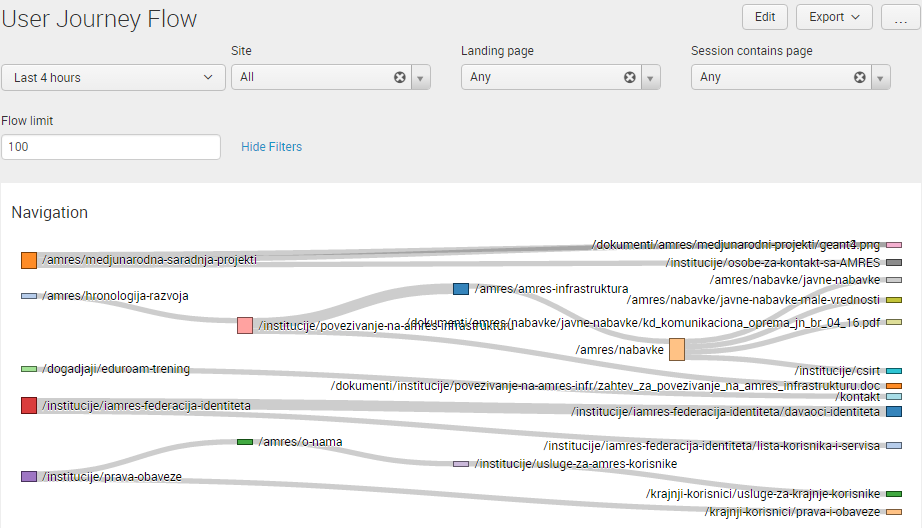 User Journey Flow
Edit
Export
...
Site
Landing page
Session contains page
Last 4 hours
All
Any
Any
Flow limit
100
Hide Filters
Navigation
/dokumenti/amres/medjunarodni-projekti/geant4.png
/amres/medjunarodna-saradnja-projekti
/institucije/osobe-za-kontakt-sa-AMRES
/amres/nabavke/javne-nabavke
/amres/amres-infrastruktura
/amres/hronologija-razvoja
/amres/nabavke/javne-nabavke-male-vrednosti
/institucije/povezivanje-na-amres-infrastrukturu
/dokumenti/amres/nabavke/javne-nabavke/kd_komunikaciona_oprema_jn_br_04_16.pdf
/amres/nabavke
/dogadjaji/eduroam-trening
/institucije/csirt
/dokumenti/institucije/povezivanje-na-amres-infr/zahtev_za_povezivanje_na_amres_infrastrukturu.doc
/kontakt
/institucije/iamres-federacija-identiteta
/institucije/iamres-federacija-identiteta/davaoci-identiteta
/amres/o-nama
/institucije/iamres-federacija-identiteta/lista-korisnika-i-servisa
/institucije/usluge-za-amres-korisnike
/institucije/prava-obaveze
/krajnji-korisnici/usluge-za-krajnje-korisnike
/krajnji-korisnici/prava-i-obaveze